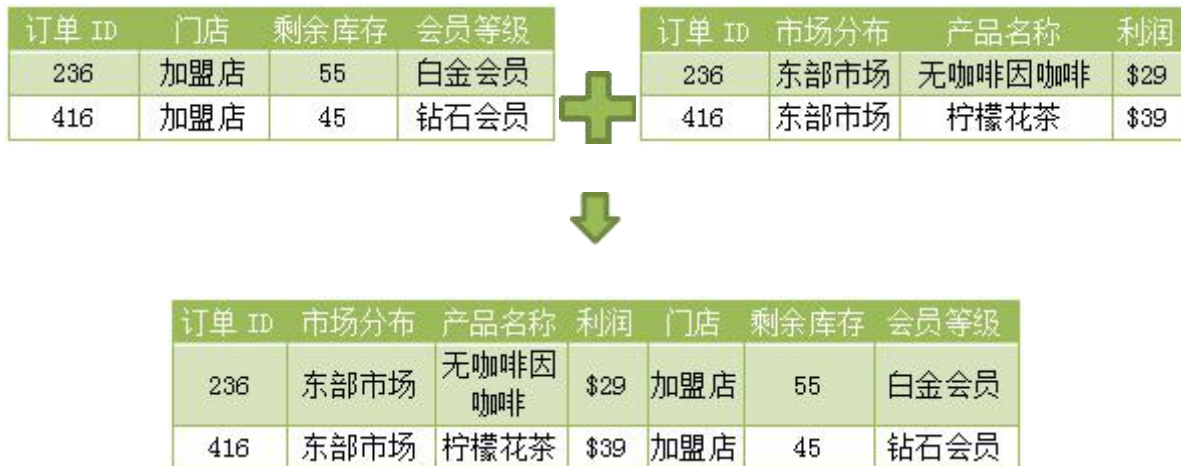 订单 ID 门店 剩余库存 会员等级
236 加盟店 55 白金会员
416 加盟店 45 钻石会员
订单 ID 市场分布 产品名称 利润
236 东部市场 无咖啡因咖啡 $29
416 东部市场 柠檬花茶 $39
订单 ID 市场分布 产品名称 利润 门店 剩余库存 会员等级
236 东部市场 无咖啡因咖啡 $29 加盟店 55 白金会员
416 东部市场 柠檬花茶 $39 加盟店 45 钻石会员